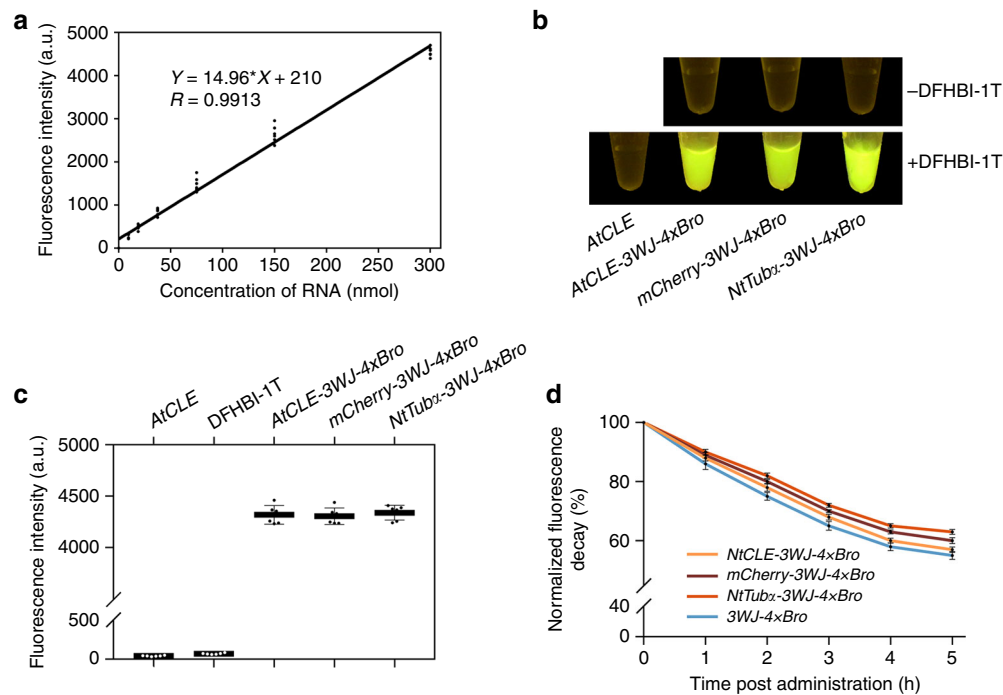 a
Fluorescence intensity (a.u.)
5000
4000
3000
2000
1000
0
Y = 14.96*X + 210
R = 0.9913
0 50 100 150 200 250 300
Concentration of RNA (nmol)
b
–DFHBI-1T
+DFHBI-1T
AtCLE
AtCLE-3WJ-4xBro
mCherry-3WJ-4xBro
NtTubα-3WJ-4xBro
c
AtCLE
DFHBI-1T
AtCLE-3WJ-4xBro
mCherry-3WJ-4xBro
NtTubα-3WJ-4xBro
Fluorescence intensity (a.u.)
5000
4500
4000
500
0
d
Normalized fluorescence
decay (%)
100
80
60
40
0
NtCLE-3WJ-4×Bro
mCherry-3WJ-4×Bro
NtTubα-3WJ-4×Bro
3WJ-4×Bro
0 1 2 3 4 5
Time post administration (h)